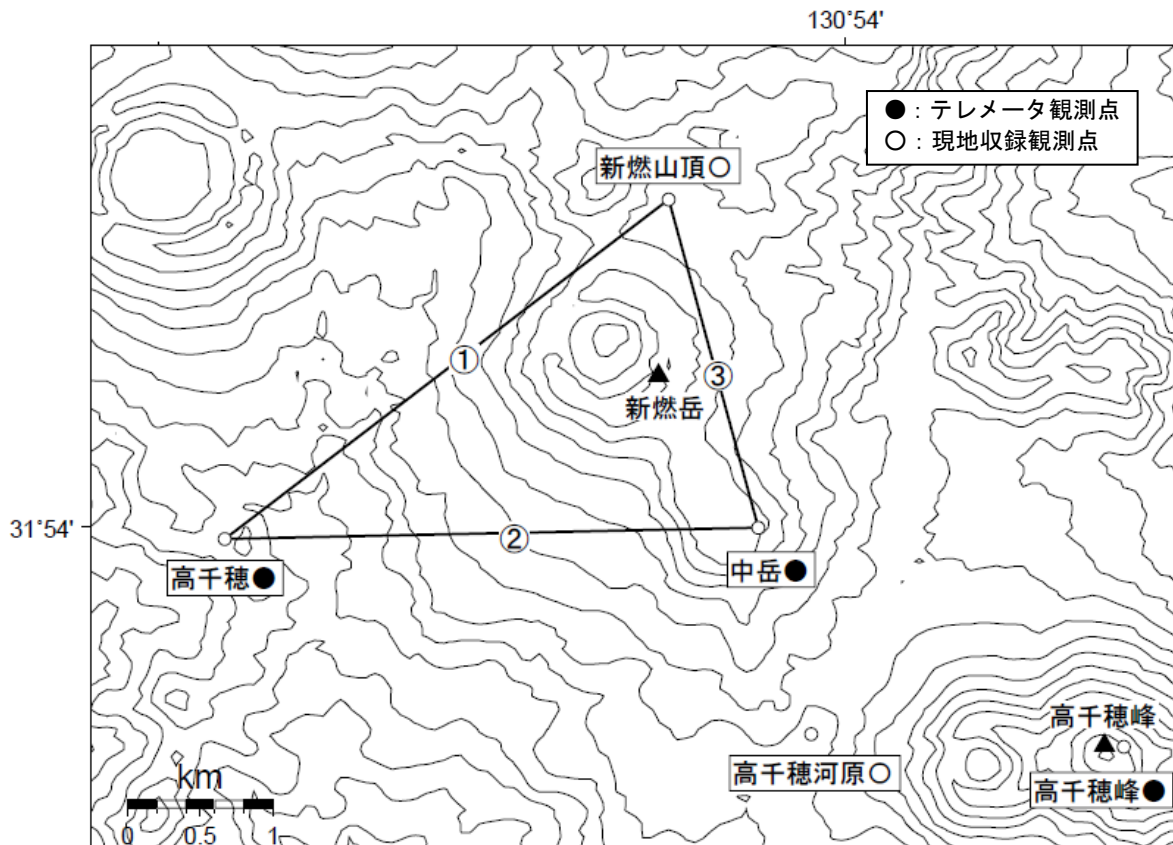 130°54'
●：テレメータ観測点
○：現地収録観測点
新燃山頂○
①
③
新燃岳
31°54'
②
高千穂●
中岳●
高千穂峰
km
高千穂河原○
高千穂峰●
0 0.5 1